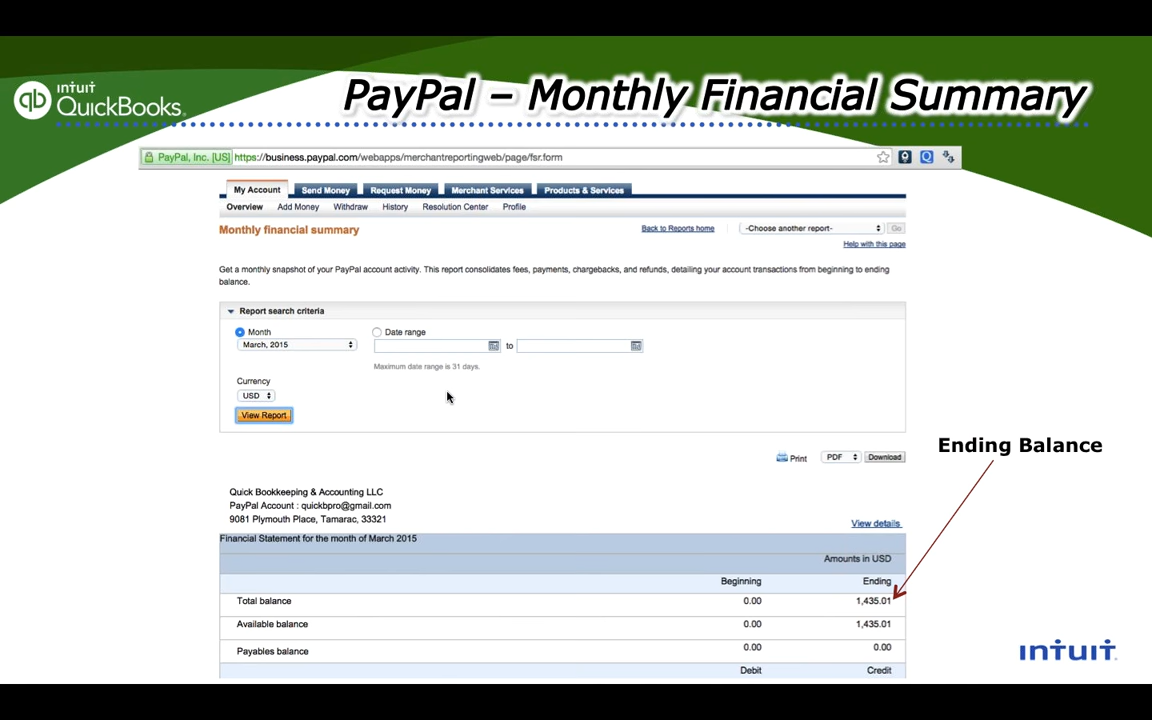 PayPal – Monthly Financial Summary
ıntuıt
QuickBooks.
PayPal, Inc. [US] https://business.paypal.com/webapps/merchantreportingweb/page/fsr.form
My Account Send Money Request Money Merchant Services Products & Services
Overview Add Money Withdraw History Resolution Center Profile
Monthly financial summary Back to Reports home -Choose another report- Go
Help with this page
Get a monthly snapshot of your PayPal account activity. This report consolidates fees, payments, chargebacks, and refunds, detailing your account transactions from beginning to ending
balance.
Report search criteria
Month Date range
March, 2015 to
Maximum date range is 31 days.
Currency
USD
View Report
Ending Balance
Print PDF Download
Quick Bookkeeping & Accounting LLC
PayPal Account : quickbpro@gmail.com
9081 Plymouth Place, Tamarac, 33321
View details
Financial Statement for the month of March 2015
Amounts in USD
Beginning Ending
Total balance 0.00 1,435.01
Available balance 0.00 1,435.01
Payables balance 0.00 0.00
Debit Credit
ıntuıt.